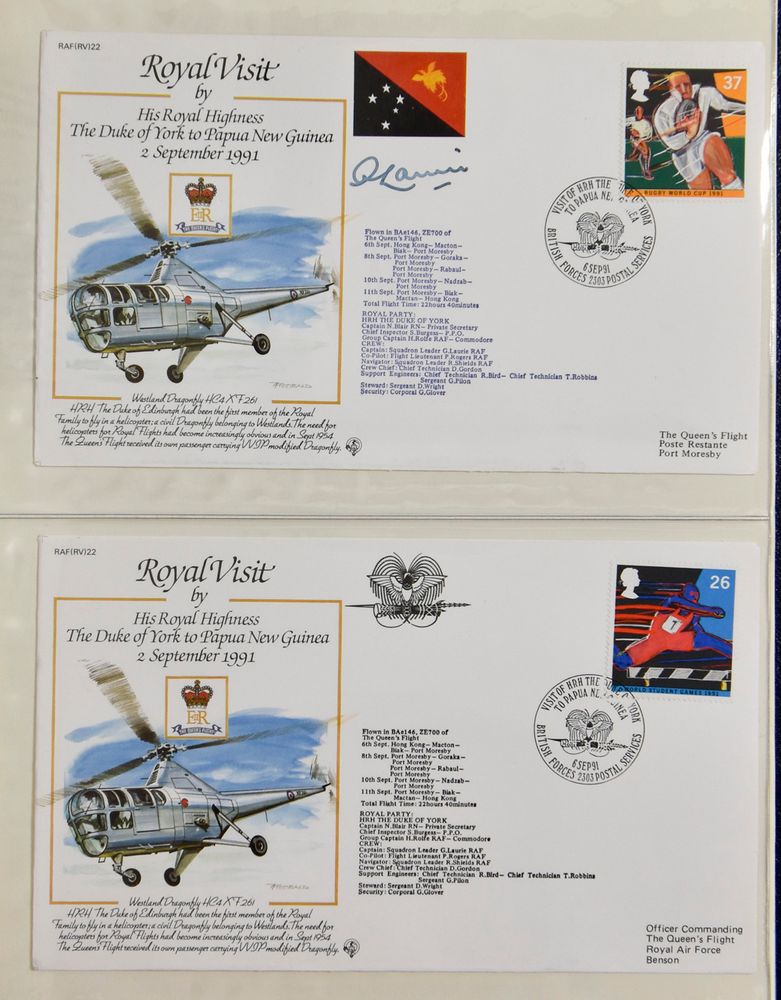 RAF(RV)22
Royal Visit
by
His Royal Highness
The Duke of York to Papua New Guinea
2 September 1991
E II R
THE QUEEN'S FLIGHT
Westland Dragonfly HC4 XF261
HRH The Duke of Edinburgh had been the first member of the Royal
Family to fly in a helicopter; a civil Dragonfly belonging to Westlands. The need for
helicopters for Royal Flights had become increasingly obvious and in Sept 1954
The Queen's Flight received its own passenger carrying VVIP modified Dragonfly.
G Laurie
Flown in BAe146, ZE700 of
The Queen's Flight
6th Sept. Hong Kong- Macton-
Biak- Port Moresby
8th Sept. Port Moresby - Goraka-
Port Moresby - Rabaul-
Port Moresby
10th Sept. Port Moresby - Nadzab-
Port Moresby
11th Sept. Port Moresby - Biak-
Mactan- Hong Kong
Total Flight Time: 22hours 40minutes
ROYAL PARTY:
HRH THE DUKE OF YORK
Captain N.Blair RN- Private Secretary
Chief Inspector S.Burgess- P.P.O.
Group Captain H.Rolfe RAF- Commodore
CREW:
Captain: Squadron Leader G.Laurie RAF
Co-Pilot: Flight Lieutenant P.Rogers RAF
Navigator: Squadron Leader R.Shields RAF
Crew Chief: Chief Technician D.Gordon
Support Engineers: Chief Technician R.Bird- Chief Technician T.Robbins
Sergeant G.Pilon
Steward: Sergeant D.Wright
Security: Corporal G.Glover
37
RUGBY WORLD CUP 1991
VISIT OF HRH THE DUKE OF YORK
TO PAPUA NEW GUINEA
6 SEP 91
BRITISH FORCES 2303 POSTAL SERVICES
The Queen's Flight
Poste Restante
Port Moresby
RAF(RV)22
Royal Visit
by
His Royal Highness
The Duke of York to Papua New Guinea
2 September 1991
E II R
THE QUEEN'S FLIGHT
Westland Dragonfly HC4 XF261
HRH The Duke of Edinburgh had been the first member of the Royal
Family to fly in a helicopter; a civil Dragonfly belonging to Westlands. The need for
helicopters for Royal Flights had become increasingly obvious and in Sept 1954
The Queen's Flight received its own passenger carrying VVIP modified Dragonfly.
Flown in BAe146, ZE700 of
The Queen's Flight
6th Sept. Hong Kong- Macton-
Biak- Port Moresby
8th Sept. Port Moresby - Goraka-
Port Moresby - Rabaul-
Port Moresby
10th Sept. Port Moresby - Nadzab-
Port Moresby
11th Sept. Port Moresby - Biak-
Mactan- Hong Kong
Total Flight Time: 22hours 40minutes
ROYAL PARTY:
HRH THE DUKE OF YORK
Captain N.Blair RN- Private Secretary
Chief Inspector S.Burgess- P.P.O.
Group Captain H.Rolfe RAF- Commodore
CREW:
Captain: Squadron Leader G.Laurie RAF
Co-Pilot: Flight Lieutenant P.Rogers RAF
Navigator: Squadron Leader R.Shields RAF
Crew Chief: Chief Technician D.Gordon
Support Engineers: Chief Technician R.Bird- Chief Technician T.Robbins
Sergeant G.Pilon
Steward: Sergeant D.Wright
Security: Corporal G.Glover
26
WORLD STUDENT GAMES 1991
VISIT OF HRH THE DUKE OF YORK
TO PAPUA NEW GUINEA
6 SEP 91
BRITISH FORCES 2303 POSTAL SERVICES
Officer Commanding
The Queen's Flight
Royal Air Force
Benson